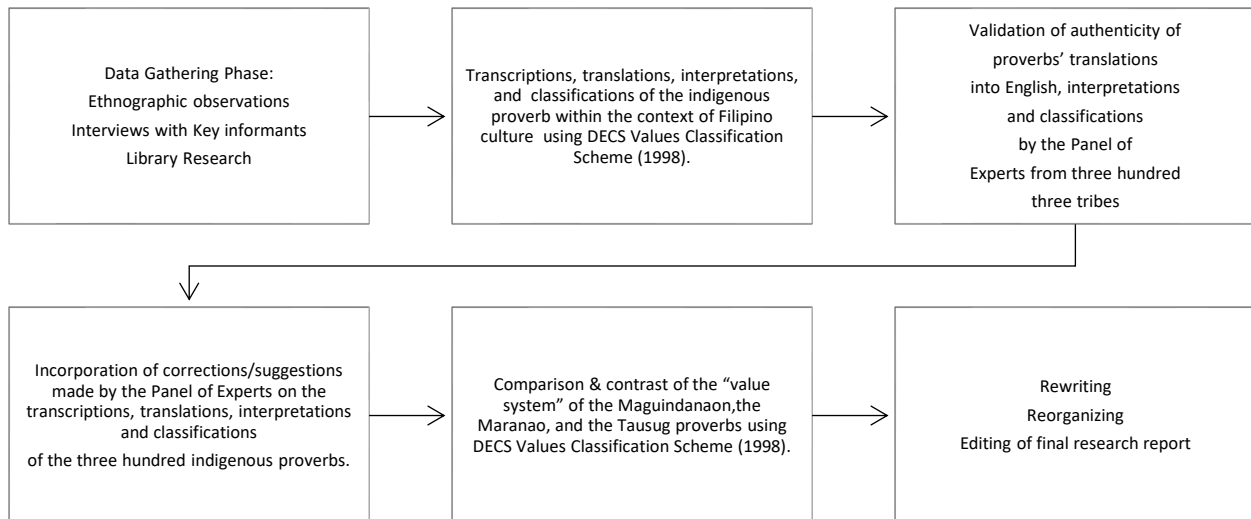 Data Gathering Phase:
Ethnographic observations
Interviews with Key informants
Library Research
Transcriptions, translations, interpretations,
and classifications of the indigenous
proverb within the context of Filipino
culture using DECS Values Classification
Scheme (1998).
Validation of authenticity of
proverbs’ translations
into English, interpretations
and classifications
by the Panel of
Experts from three hundred
three tribes
Incorporation of corrections/suggestions
made by the Panel of Experts on the
transcriptions, translations, interpretations
and classifications
of the three hundred indigenous proverbs.
Comparison & contrast of the “value
system” of the Maguindanaon,the
Maranao, and the Tausug proverbs using
DECS Values Classification Scheme (1998).
Rewriting
Reorganizing
Editing of final research report